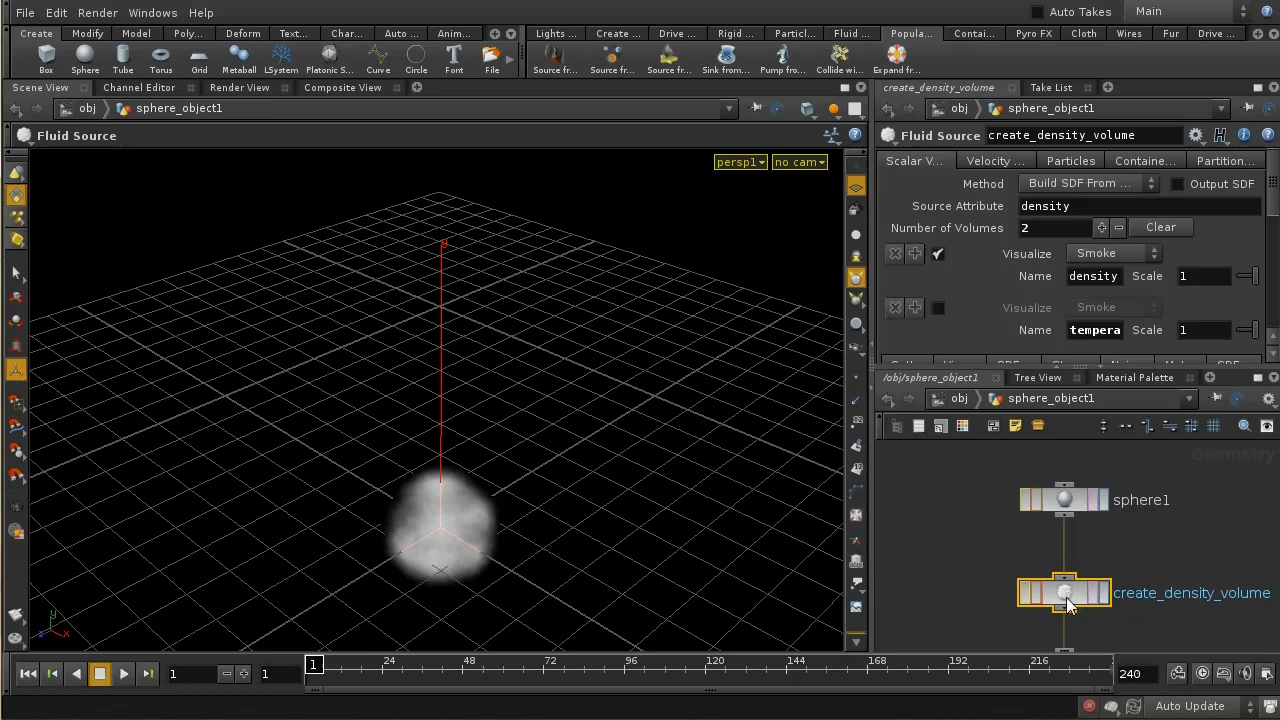 File Edit Render Windows Help Auto Takes Main
Create Modify Model Poly... Deform Text... Char... Auto ... Anim... Lights ... Create ... Drive ... Rigid ... Particl... Fluid ... Popula... Contai... Pyro FX Cloth Wires Fur Drive ...
Box Sphere Tube Torus Grid Metaball LSystem Platonic S... Curve Circle Font File Source fr... Source fr... Source fr... Sink from... Pump fro... Collide wi... Expand fr...
Scene View Channel Editor Render View Composite View
obj sphere_object1
Fluid Source
persp1 no cam
y
y
z x
create_density_volume Take List
obj sphere_object1
Fluid Source create_density_volume
Scalar V... Velocity ... Particles Containe... Partition...
Method Build SDF From ... Output SDF
Source Attribute density
Number of Volumes 2 Clear
Visualize Smoke
Name density Scale 1
Visualize Smoke
Name tempera Scale 1
/obj/sphere_object1 Tree View Material Palette
obj sphere_object1
Geometry
sphere1
create_density_volume
1 1 1 24 48 72 96 120 144 168 192 216 240
Auto Update